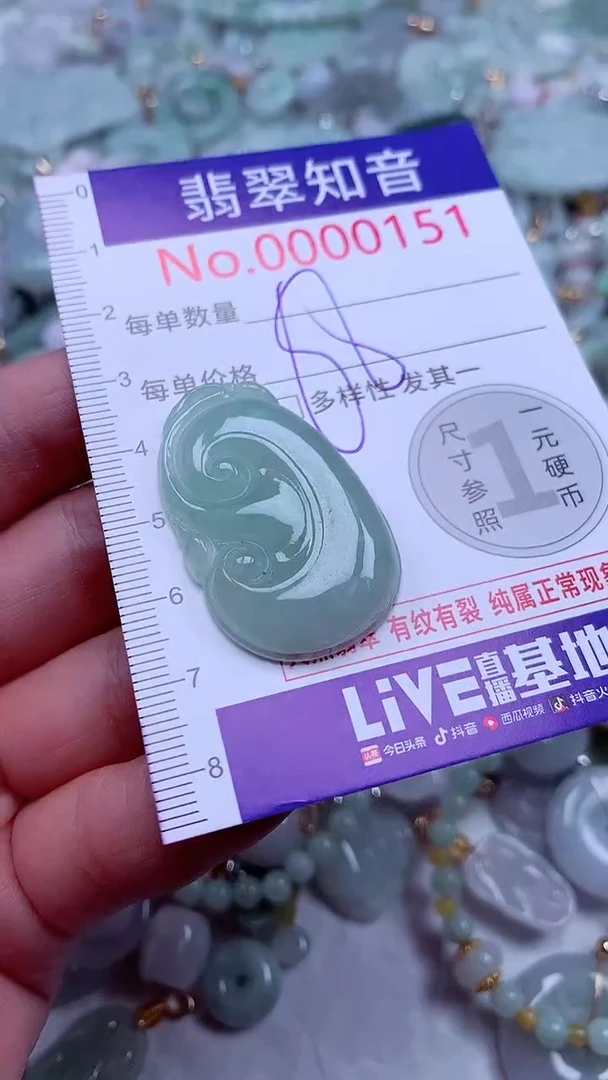 0
翡翠知音
No.0000151
1
2
每单数量
3
每单价格
多样性 发其一
4
尺寸参照
1
一元硬币
5
6
有纹有裂 纯属正常现象
7
LiVE直播基地
今日头条 抖音 西瓜视频 抖音火
8